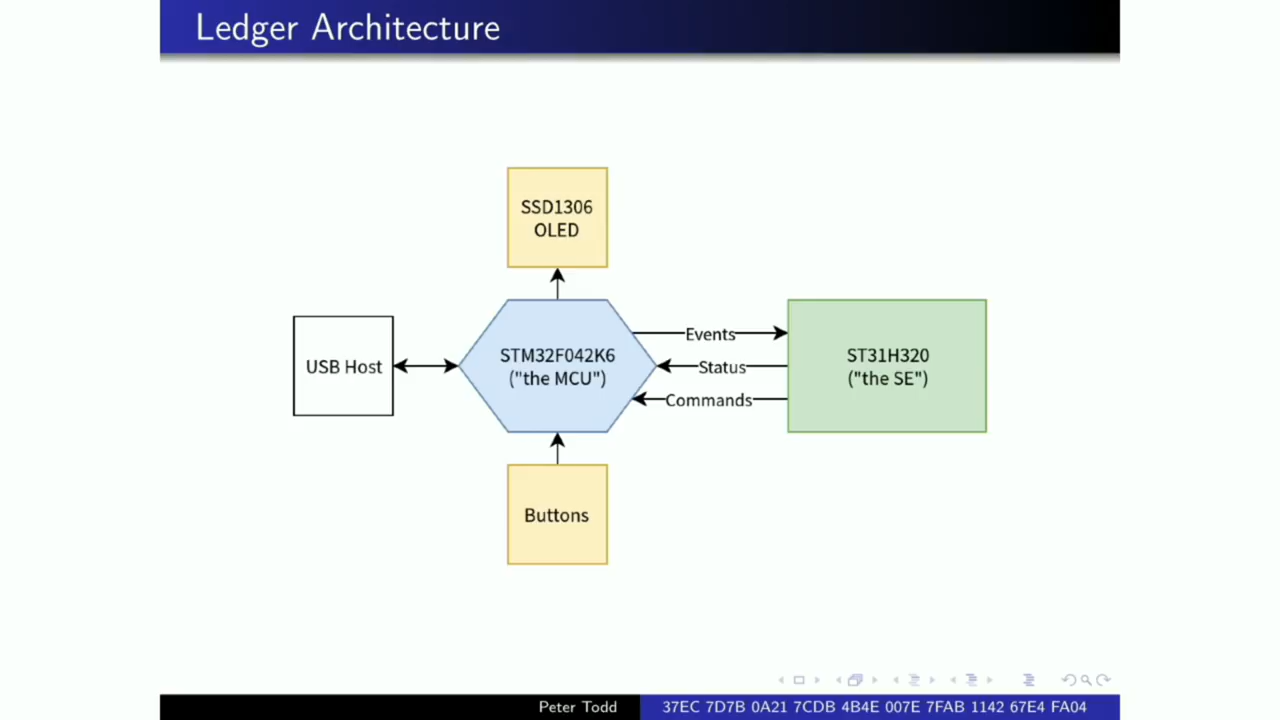 Ledger Architecture
SSD1306
OLED
USB Host
STM32F042K6
("the MCU")
Events
Status
Commands
ST31H320
("the SE")
Buttons
Peter Todd
37EC 7D7B 0A21 7CDB 4B4E 007E 7FAB 1142 67E4 FA04